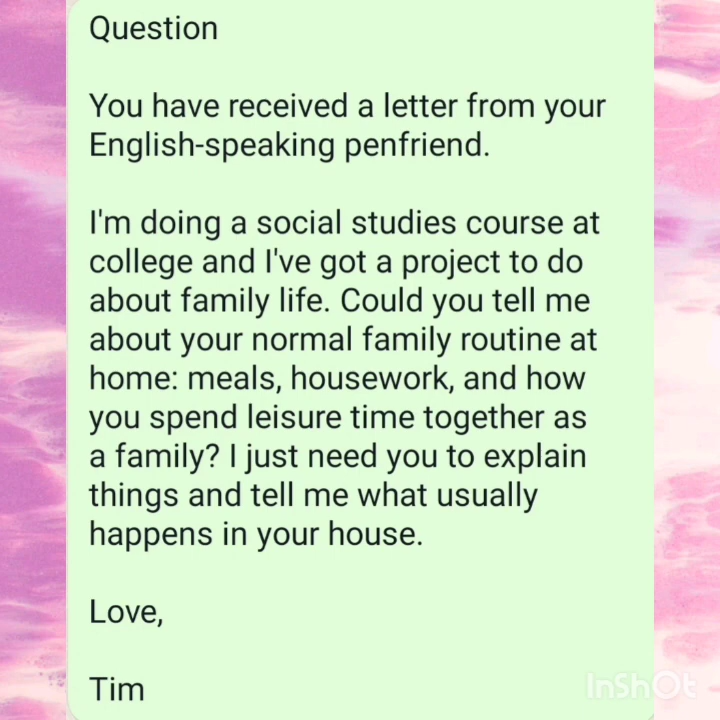 Question
You have received a letter from your
English-speaking penfriend.
I'm doing a social studies course at
college and I've got a project to do
about family life. Could you tell me
about your normal family routine at
home: meals, housework, and how
you spend leisure time together as
a family? I just need you to explain
things and tell me what usually
happens in your house.
Love,
Tim
InShOt